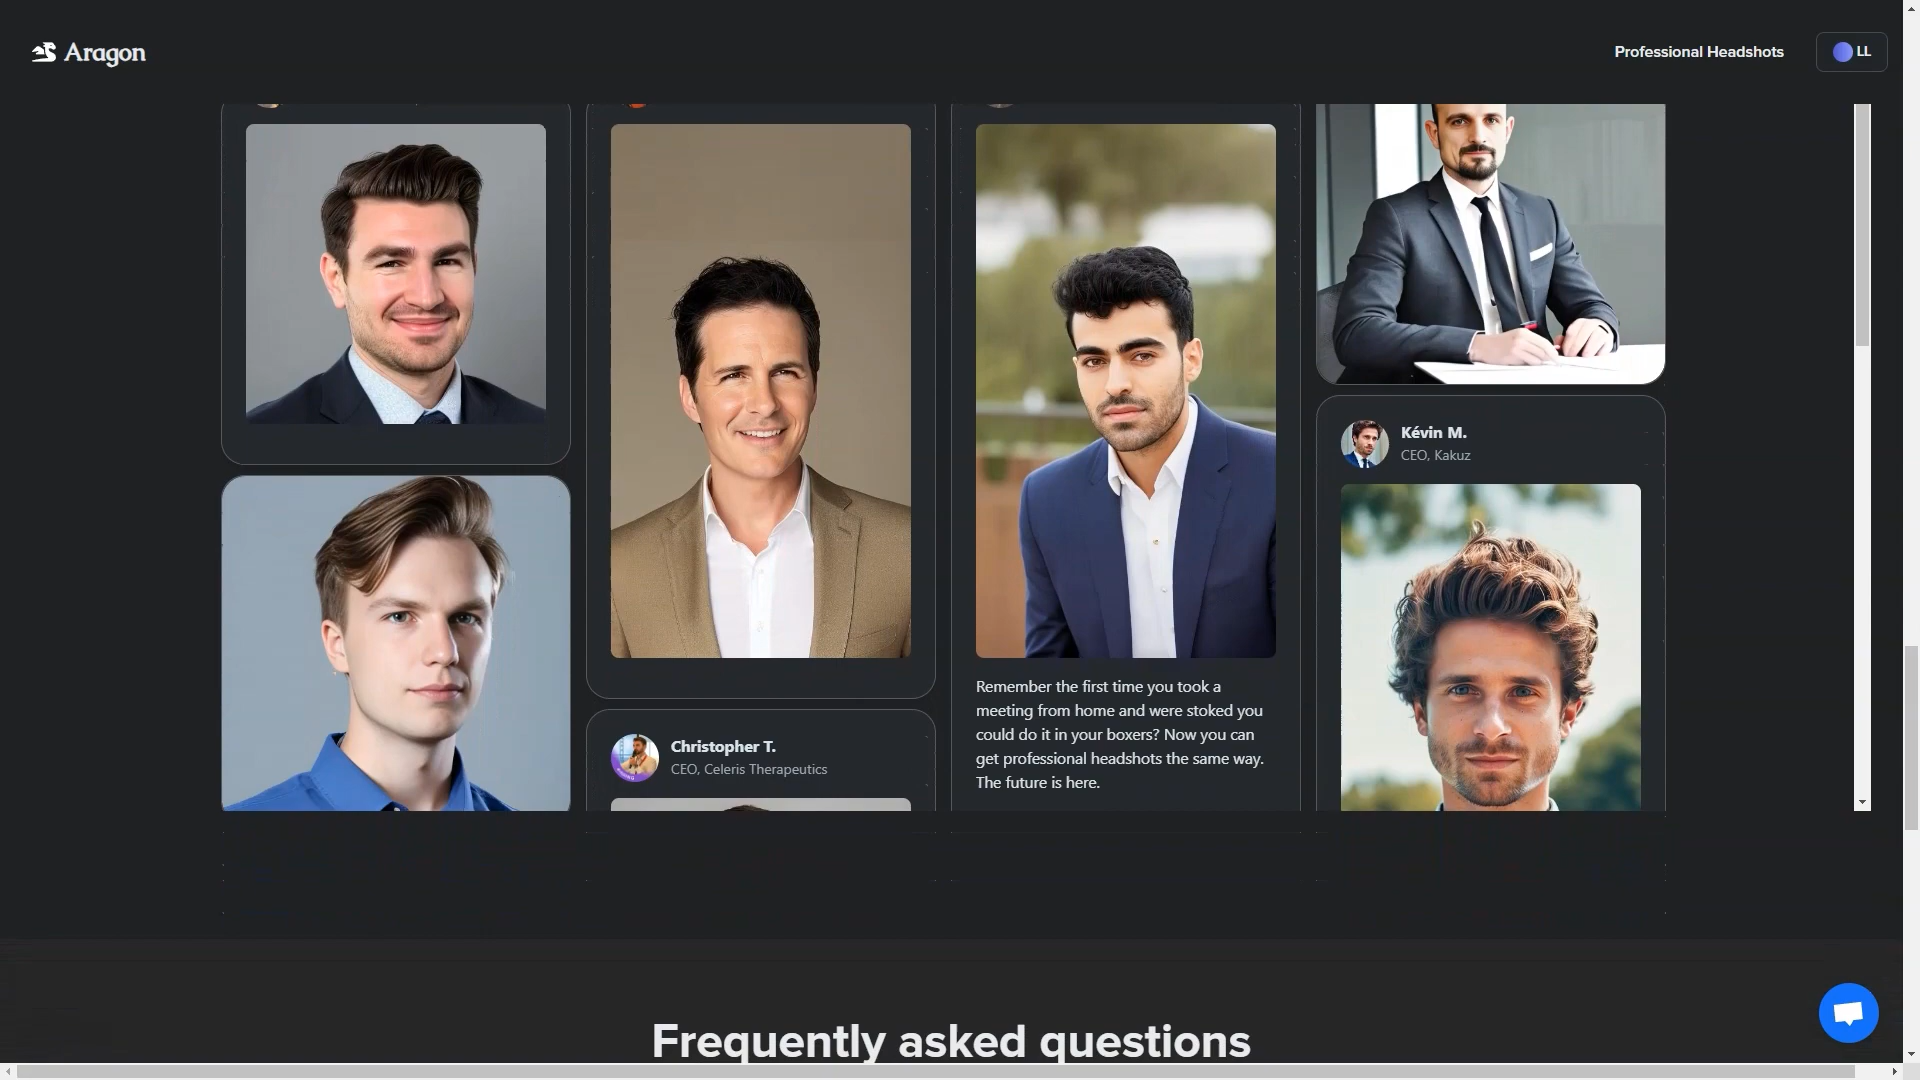 Aragon
Professional Headshots
LL
Kévin M.
CEO, Kakuz
Remember the first time you took a
meeting from home and were stoked you
could do it in your boxers? Now you can
get professional headshots the same way.
The future is here.
Christopher T.
CEO, Celeris Therapeutics
Frequently asked questions